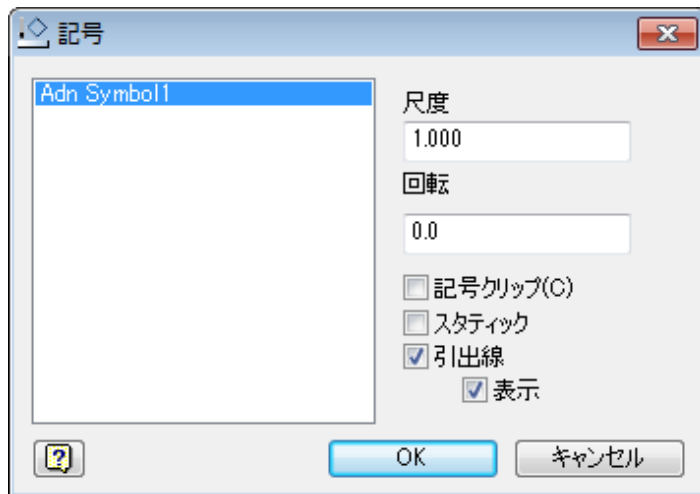 記号
Adn Symbol1
尺度
1.000
回転
0.0
記号クリップ(C)
スタティック
引出線
表示
OK
キャンセル